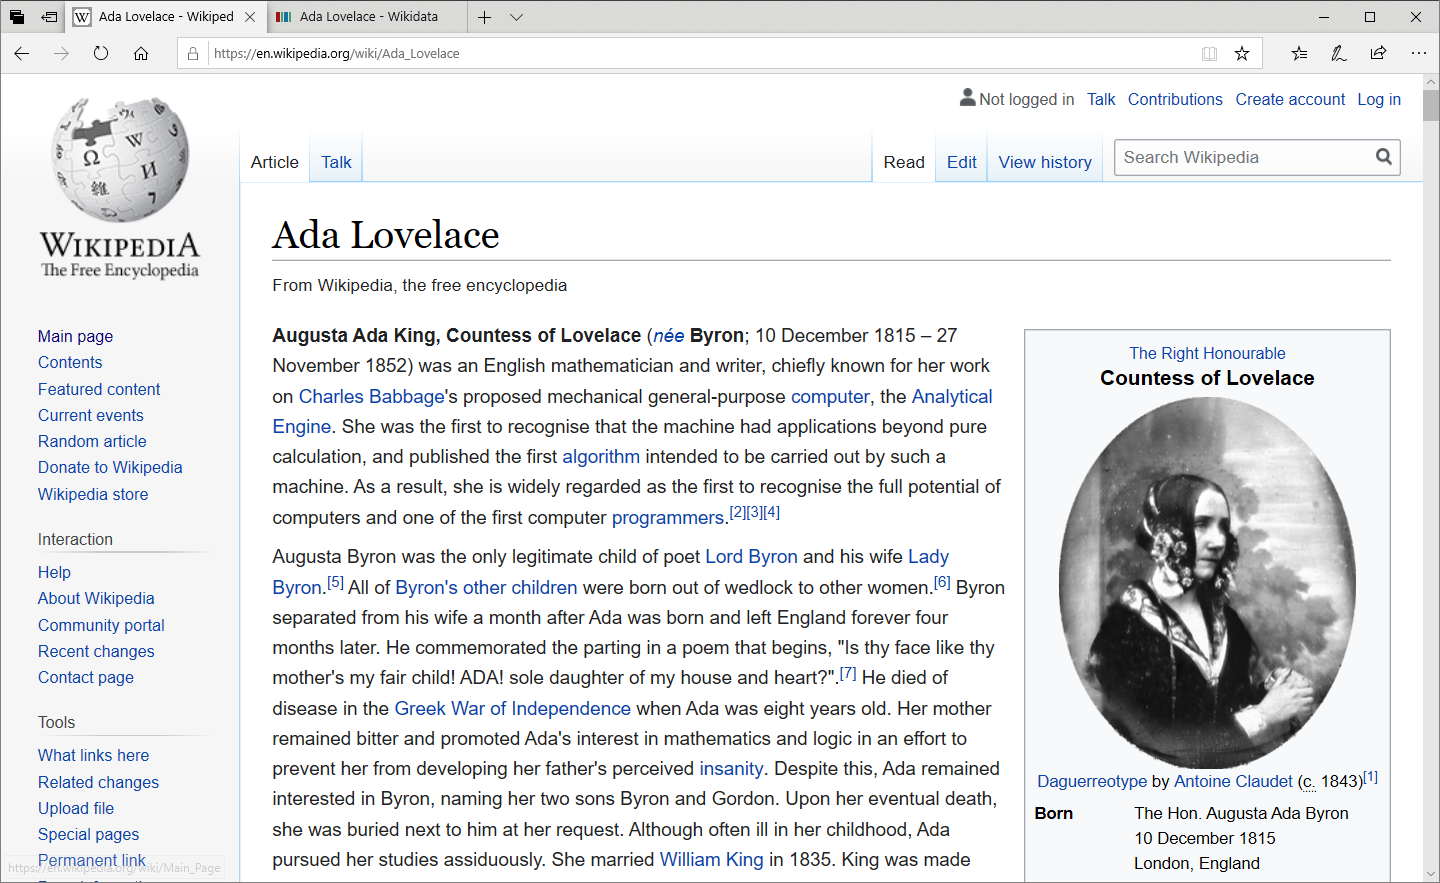 Ada Lovelace - Wikiped
Ada Lovelace - Wikidata
https://en.wikipedia.org/wiki/Ada_Lovelace
Not logged in Talk Contributions Create account Log in
Article Talk Read Edit View history Search Wikipedia
WIKIPEDIA
The Free Encyclopedia
Main page
Contents
Featured content
Current events
Random article
Donate to Wikipedia
Wikipedia store
Interaction
Help
About Wikipedia
Community portal
Recent changes
Contact page
Tools
What links here
Related changes
Upload file
Special pages
Permanent link
https://en.wikipedia.org/wiki/Main_Page
Ada Lovelace
From Wikipedia, the free encyclopedia
Augusta Ada King, Countess of Lovelace (née Byron; 10 December 1815 – 27
November 1852) was an English mathematician and writer, chiefly known for her work
on Charles Babbage's proposed mechanical general-purpose computer, the Analytical
Engine. She was the first to recognise that the machine had applications beyond pure
calculation, and published the first algorithm intended to be carried out by such a
machine. As a result, she is widely regarded as the first to recognise the full potential of
computers and one of the first computer programmers.[2][3][4]
Augusta Byron was the only legitimate child of poet Lord Byron and his wife Lady
Byron.[5] All of Byron's other children were born out of wedlock to other women.[6] Byron
separated from his wife a month after Ada was born and left England forever four
months later. He commemorated the parting in a poem that begins, "Is thy face like thy
mother's my fair child! ADA! sole daughter of my house and heart?".[7] He died of
disease in the Greek War of Independence when Ada was eight years old. Her mother
remained bitter and promoted Ada's interest in mathematics and logic in an effort to
prevent her from developing her father's perceived insanity. Despite this, Ada remained
interested in Byron, naming her two sons Byron and Gordon. Upon her eventual death,
she was buried next to him at her request. Although often ill in her childhood, Ada
pursued her studies assiduously. She married William King in 1835. King was made
The Right Honourable
Countess of Lovelace
Daguerreotype by Antoine Claudet (c. 1843)[1]
Born The Hon. Augusta Ada Byron
10 December 1815
London, England